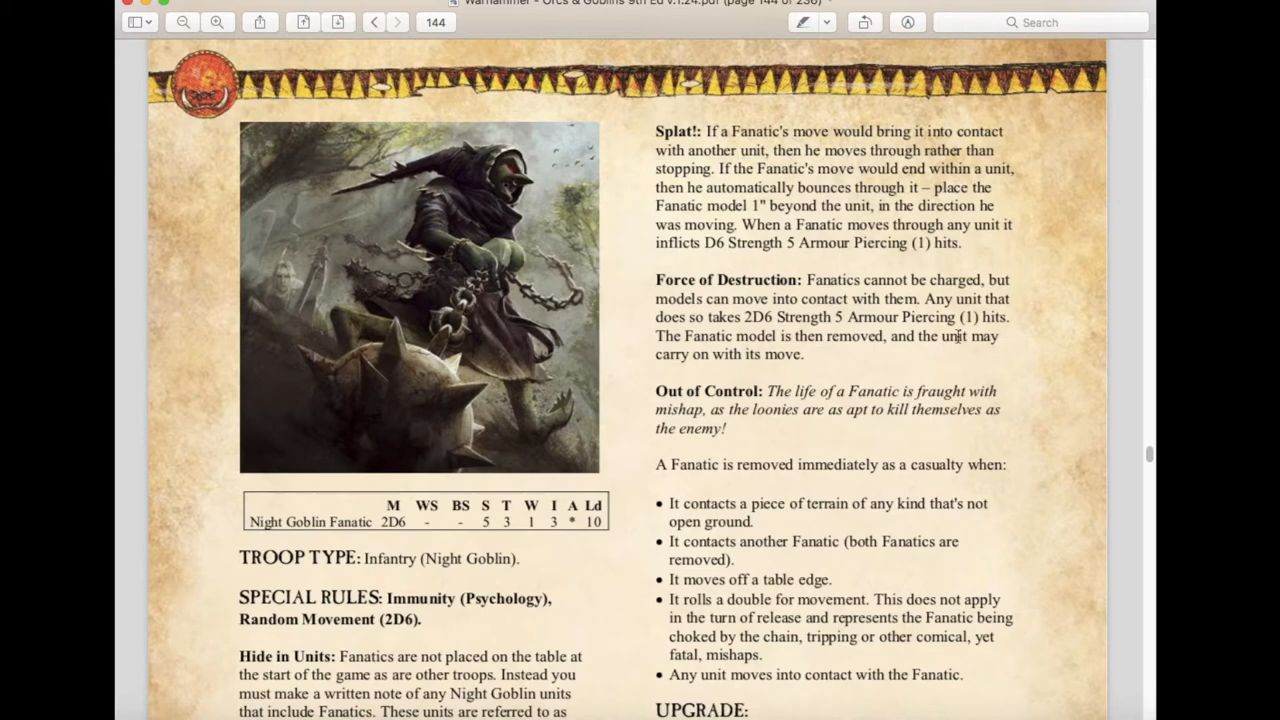 Warhammer - Orcs & Goblins 9th Ed v.1.24.pdf (page 144 of 236)
144
Search
Splat!: If a Fanatic's move would bring it into contact
with another unit, then he moves through rather than
stopping. If the Fanatic's move would end within a unit,
then he automatically bounces through it – place the
Fanatic model 1" beyond the unit, in the direction he
was moving. When a Fanatic moves through any unit it
inflicts D6 Strength 5 Armour Piercing (1) hits.
Force of Destruction: Fanatics cannot be charged, but
models can move into contact with them. Any unit that
does so takes 2D6 Strength 5 Armour Piercing (1) hits.
The Fanatic model is then removed, and the unit may
carry on with its move.
Out of Control: The life of a Fanatic is fraught with
mishap, as the loonies are as apt to kill themselves as
the enemy!
A Fanatic is removed immediately as a casualty when:
• It contacts a piece of terrain of any kind that's not
open ground.
• It contacts another Fanatic (both Fanatics are
removed).
• It moves off a table edge.
• It rolls a double for movement. This does not apply
in the turn of release and represents the Fanatic being
choked by the chain, tripping or other comical, yet
fatal, mishaps.
• Any unit moves into contact with the Fanatic.
UPGRADE:
M WS BS S T W I A Ld
Night Goblin Fanatic 2D6 - - 5 3 1 3 * 10
TROOP TYPE: Infantry (Night Goblin).
SPECIAL RULES: Immunity (Psychology),
Random Movement (2D6).
Hide in Units: Fanatics are not placed on the table at
the start of the game as are other troops. Instead you
must make a written note of any Night Goblin units
that include Fanatics. These units are referred to as